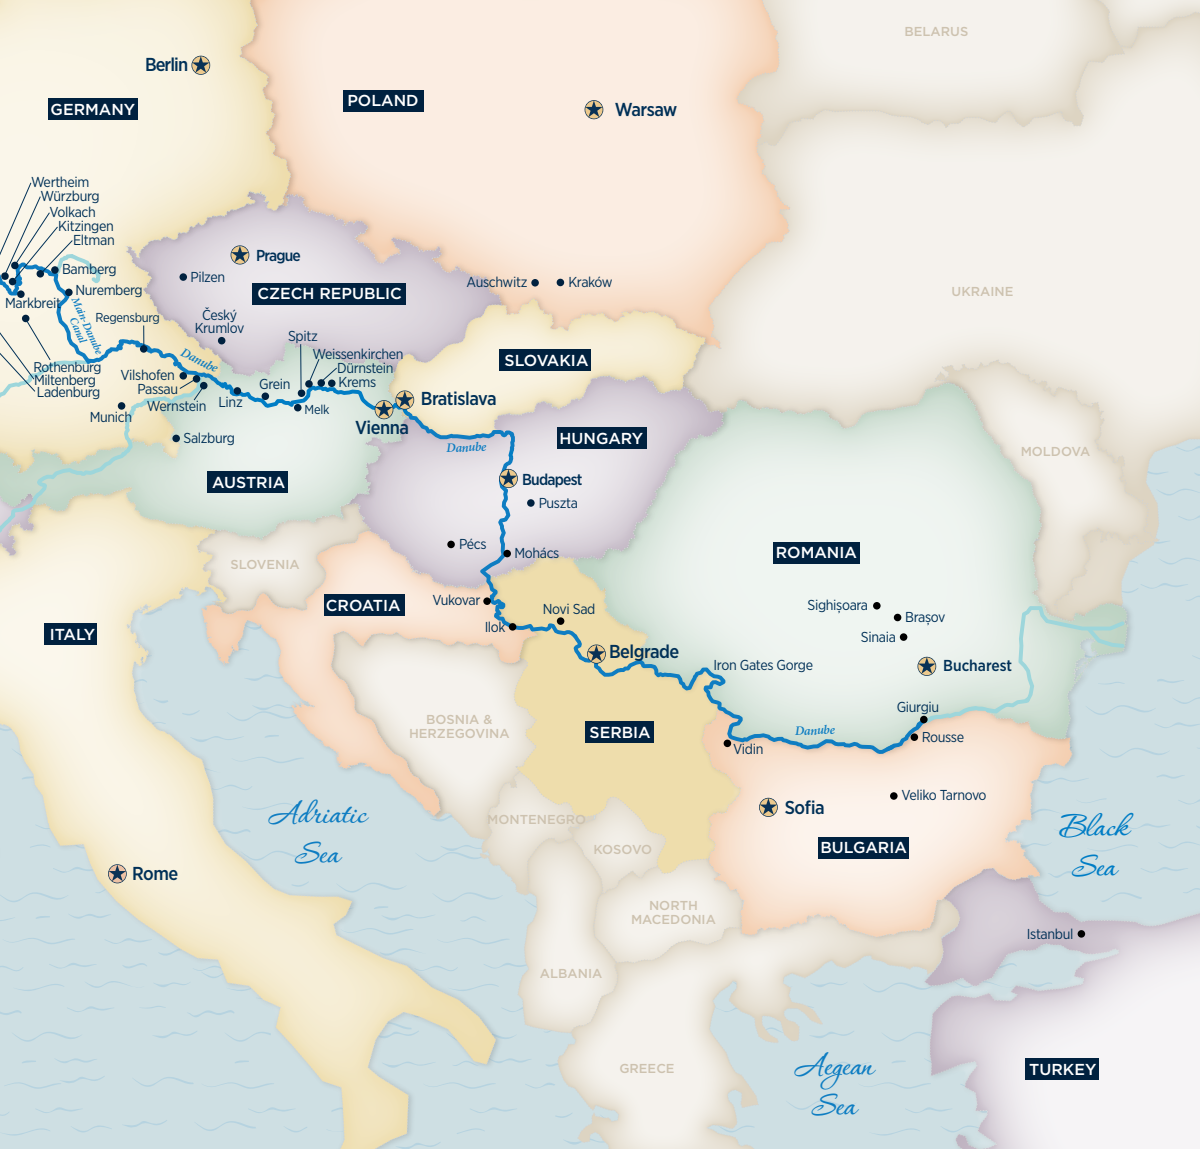 BELARUS
Berlin
GERMANY
POLAND
Warsaw
Wertheim
Würzburg
Volkach
Kitzingen
Eltman
Bamberg
Nuremberg
Markbreit
Main-Danube
Canal
Regensburg
Rothenburg
Miltenberg
Ladenburg
Munich
Prague
Pilzen
CZECH REPUBLIC
Český
Krumlov
Auschwitz
Kraków
UKRAINE
Danube
Vilshofen
Passau
Wernstein
Linz
Grein
Spitz
Weissenkirchen
Dürnstein
Krems
Melk
SLOVAKIA
Bratislava
Vienna
Salzburg
AUSTRIA
Danube
HUNGARY
Budapest
Puszta
Pécs
Mohács
MOLDOVA
ROMANIA
SLOVENIA
CROATIA
Vukovar
Ilok
Novi Sad
Belgrade
ITALY
Sighișoara
Brașov
Sinaia
Bucharest
Iron Gates Gorge
Giurgiu
Rousse
Danube
Vidin
BOSNIA &
HERZEGOVINA
SERBIA
Veliko Tarnovo
Sofia
BULGARIA
MONTENEGRO
KOSOVO
Adriatic
Sea
Black
Sea
Rome
NORTH
MACEDONIA
Istanbul
ALBANIA
GREECE
Aegean
Sea
TURKEY